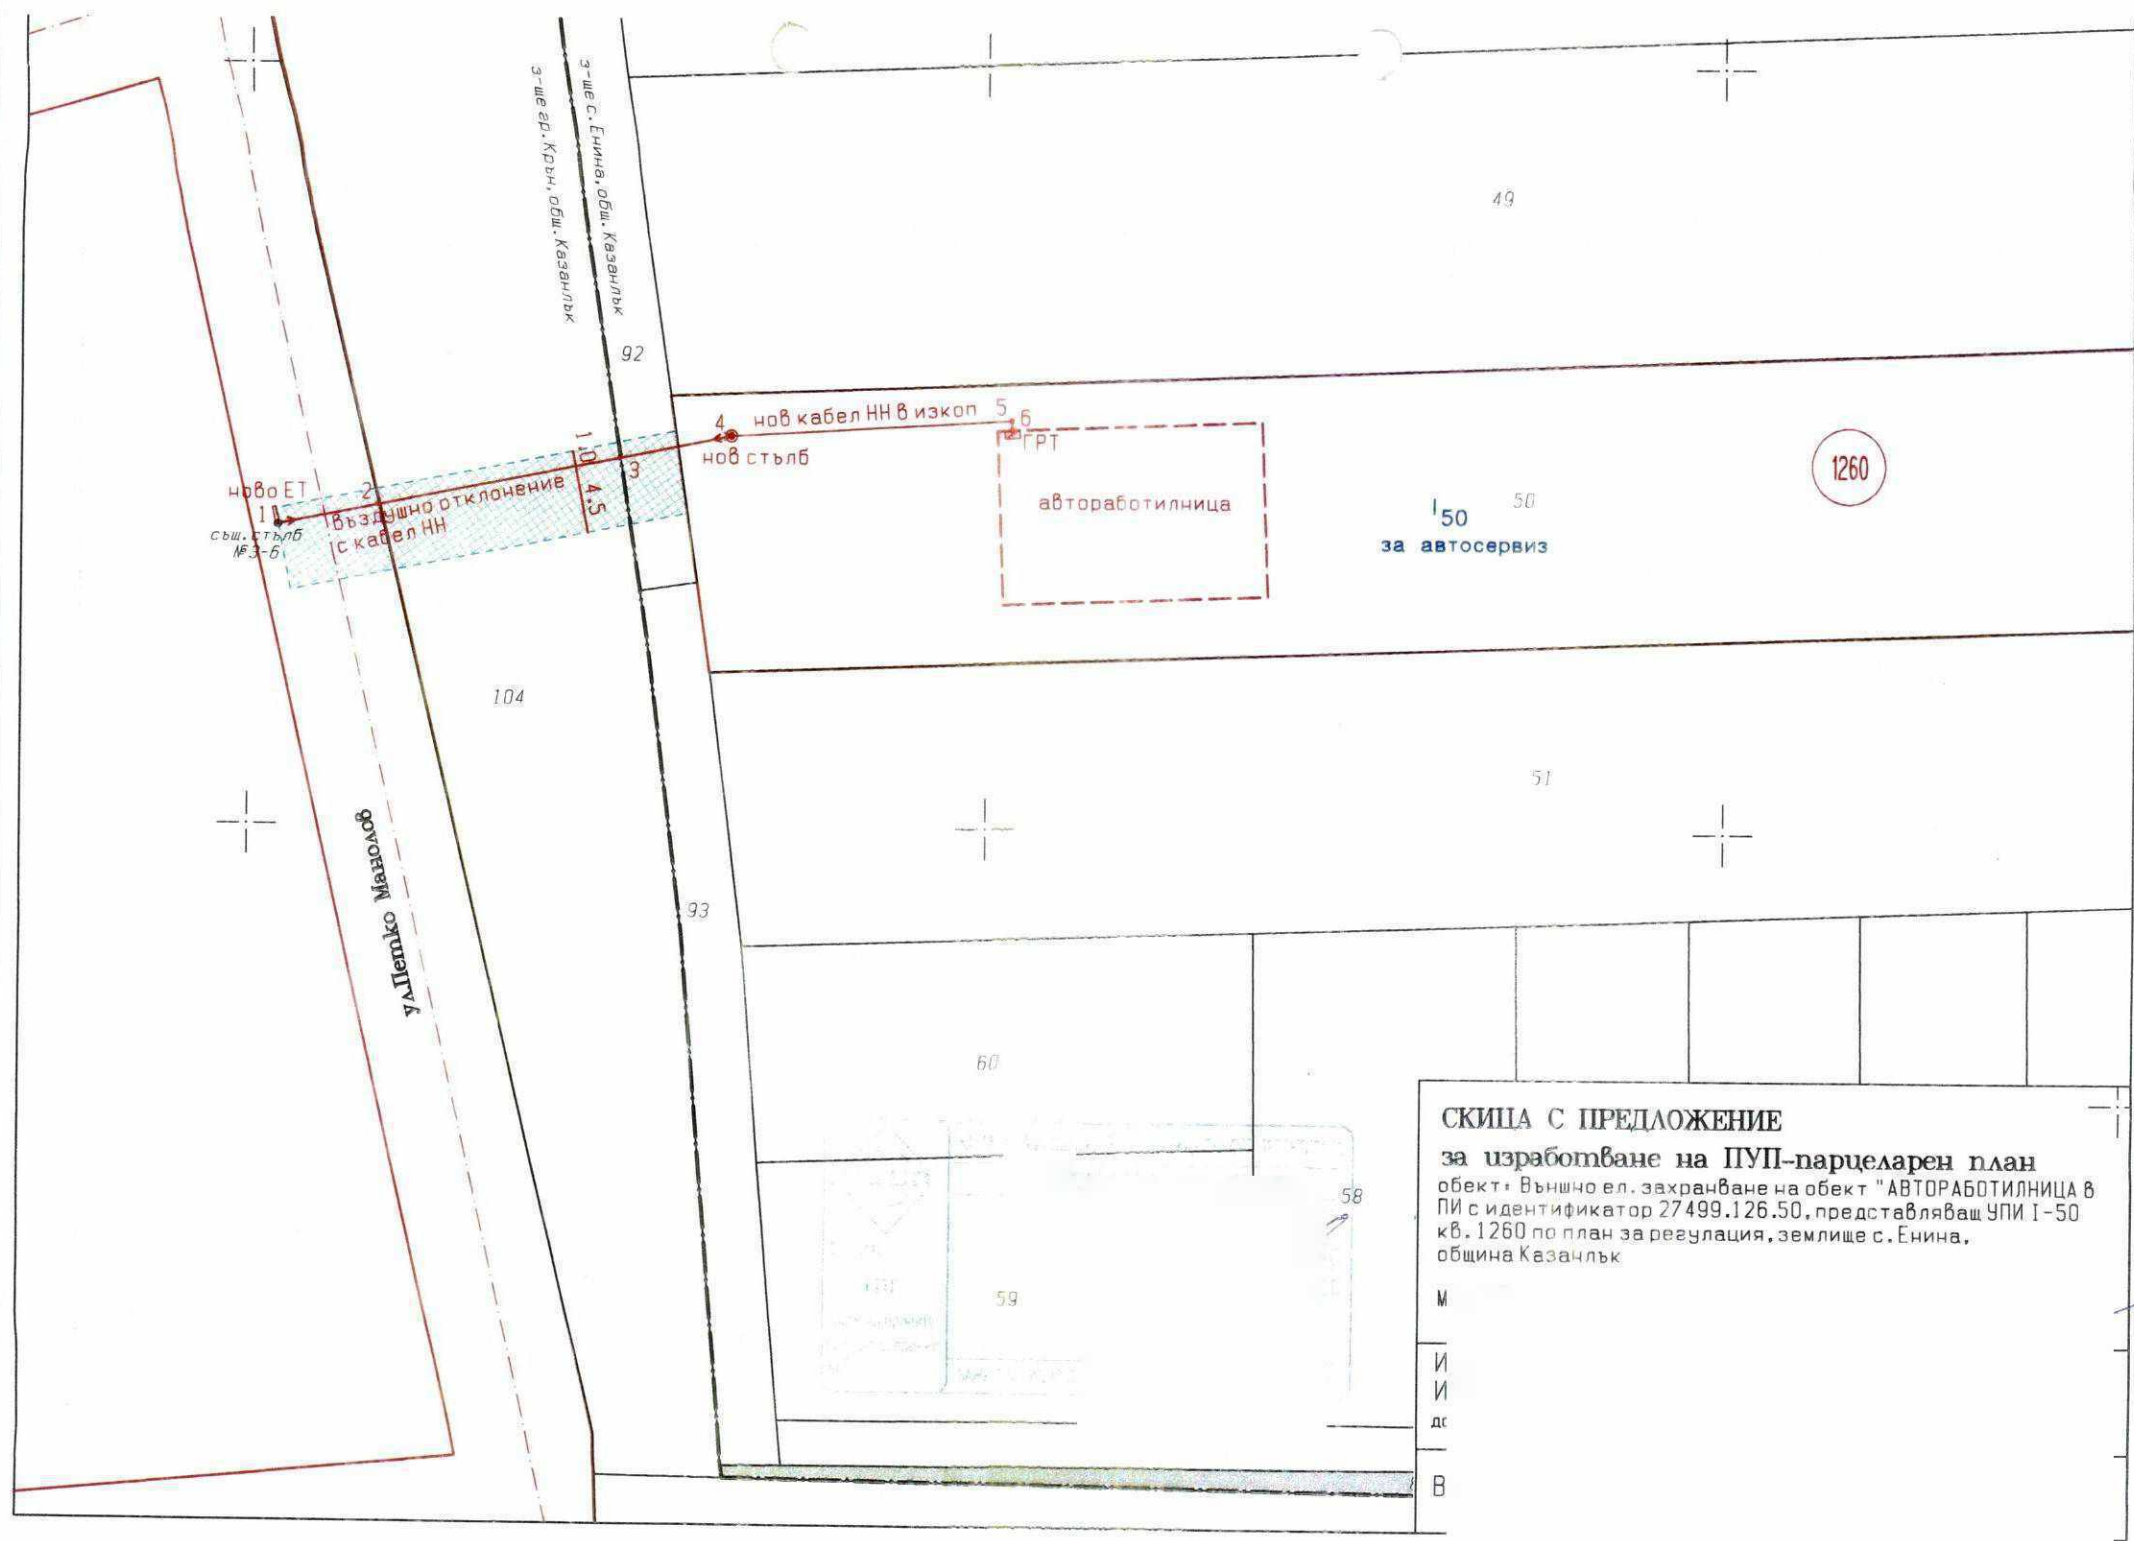 з-ще гр. Крън, общ. Казанлък
з-ще с. Енина, общ. Казанлък
49
92
4
нов кабел НН в изкоп
5
6
ГРТ
нов стълб
1.0
3
4.5
ново ЕТ
1
2
въздушно отклонение
с кабел НН
същ. стълб
№3-6
авторабoтилница
I50
за автосервиз
50
1260
104
51
ул.Петко Манолов
93
60
58
59
СКИЦА С ПРЕДЛОЖЕНИЕ
за изработване на ПУП-парцеларен план
обект: Външно ел. захранване на обект "АВТОРАБОТИЛНИЦА В
ПИ с идентификатор 27499.126.50, представляващ УПИ I-50
кв. 1260 по план за регулация, землище с. Енина,
община Казанлък
М
И
И
В